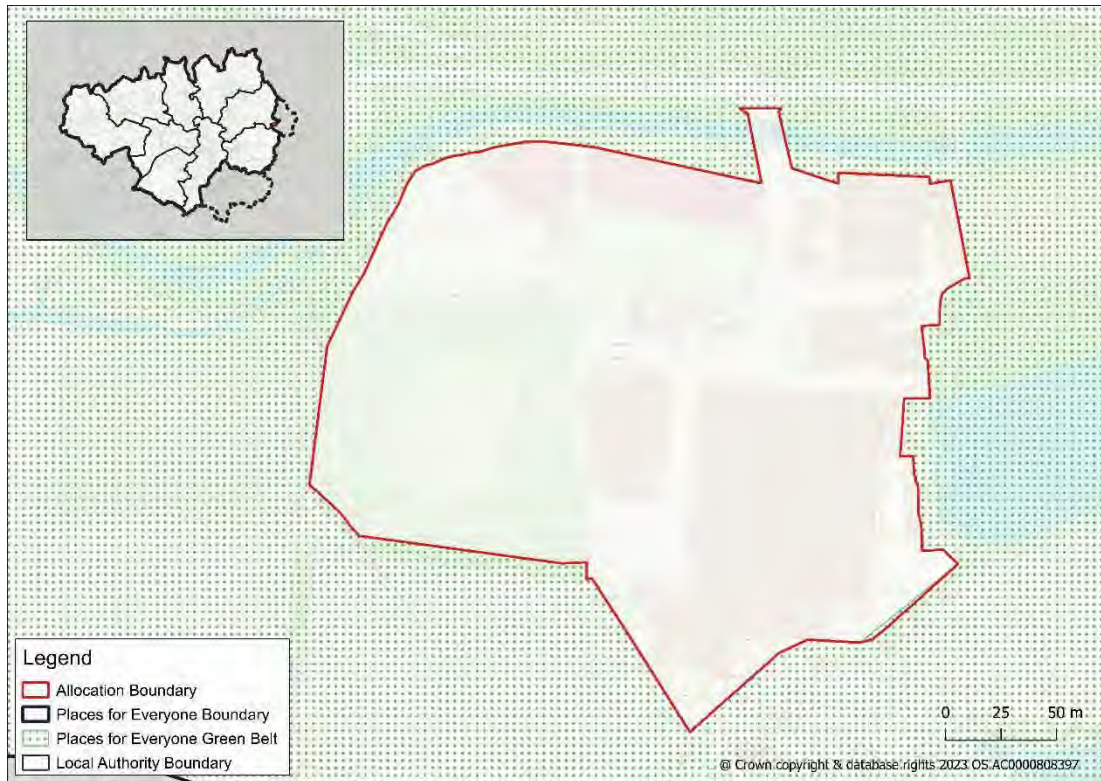 Legend
Allocation Boundary
Places for Everyone Boundary
Places for Everyone Green Belt
Local Authority Boundary
0 25 50 m
@ Crown copyright & database rights 2023 OS.AC0000808397.